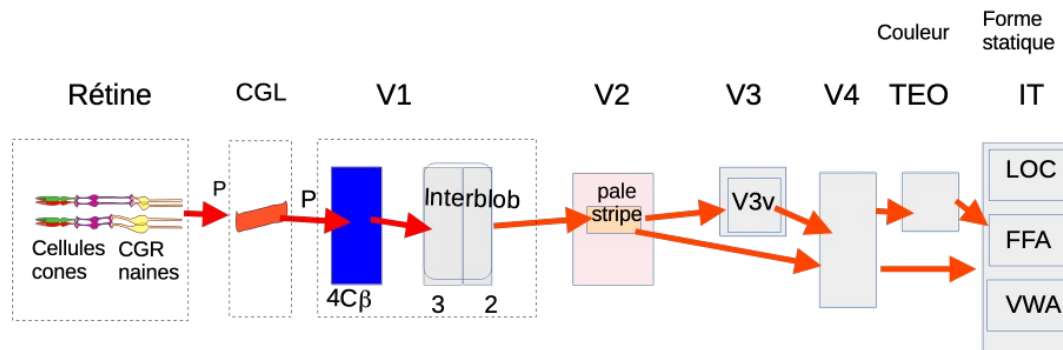 Couleur
Forme
statique
Rétine
CGL
V1
V2
V3
V4
TEO
IT
P
P
Cellules
cones
CGR
naines
4Cβ
Interblob
3
2
pale
stripe
V3v
LOC
FFA
VWA